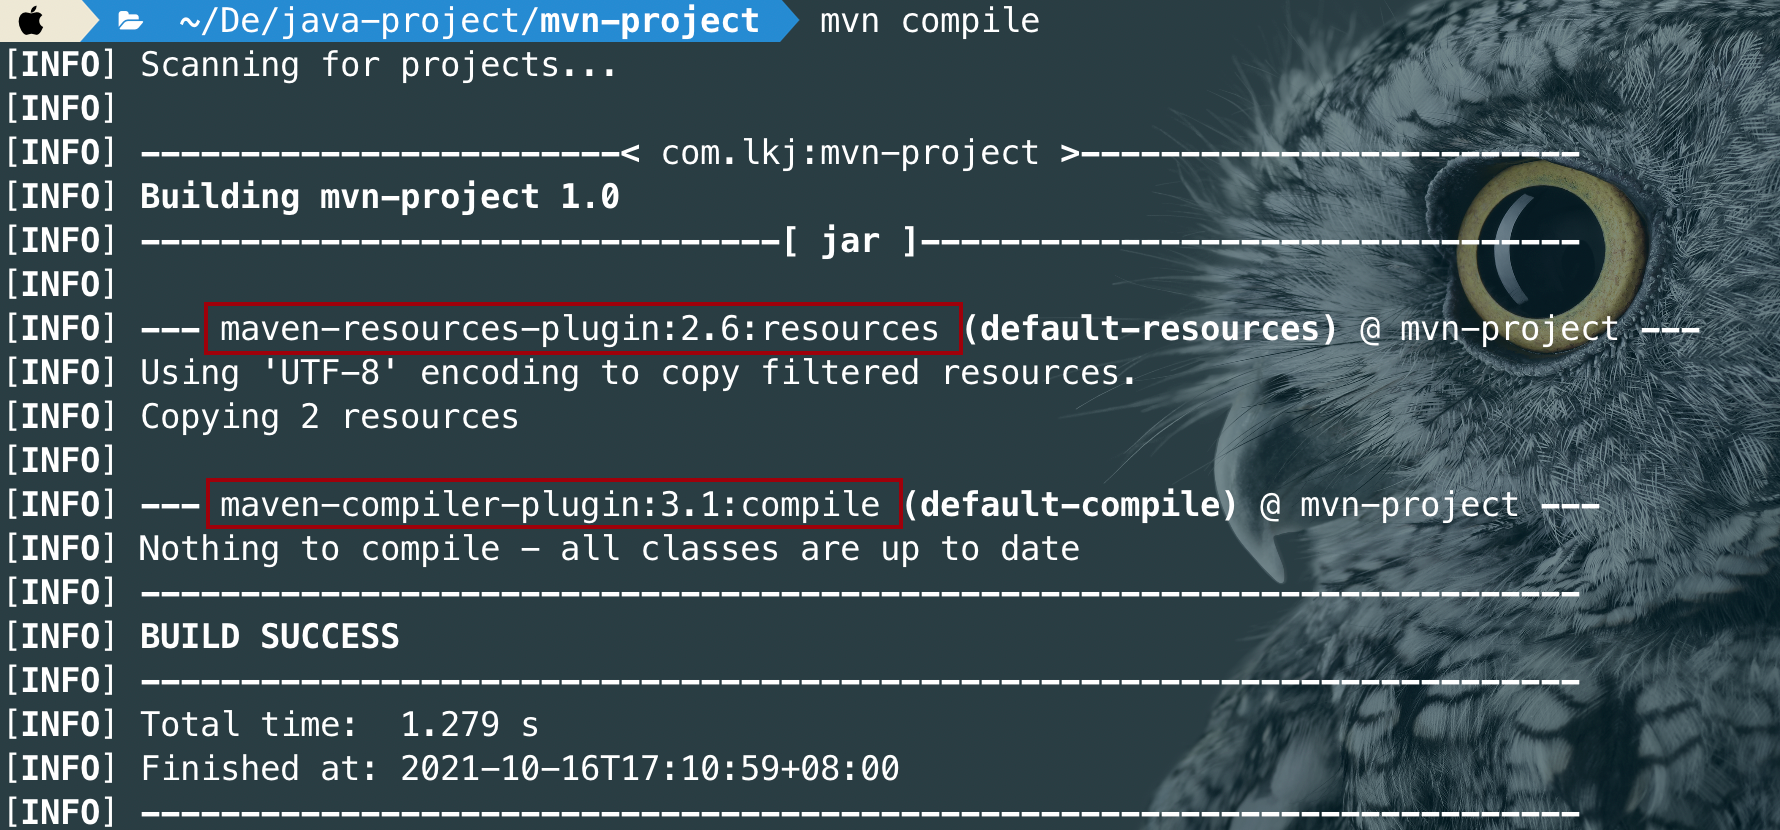 ~/De/java-project/mvn-project mvn compile
[INFO] Scanning for projects...
[INFO]
[INFO] ------------------------< com.lkj:mvn-project >-------------------------
[INFO] Building mvn-project 1.0
[INFO] --------------------------------[ jar ]---------------------------------
[INFO]
[INFO] --- maven-resources-plugin:2.6:resources (default-resources) @ mvn-project ---
[INFO] Using 'UTF-8' encoding to copy filtered resources.
[INFO] Copying 2 resources
[INFO]
[INFO] --- maven-compiler-plugin:3.1:compile (default-compile) @ mvn-project ---
[INFO] Nothing to compile - all classes are up to date
[INFO] ------------------------------------------------------------------------
[INFO] BUILD SUCCESS
[INFO] ------------------------------------------------------------------------
[INFO] Total time:  1.279 s
[INFO] Finished at: 2021-10-16T17:10:59+08:00
[INFO] ------------------------------------------------------------------------